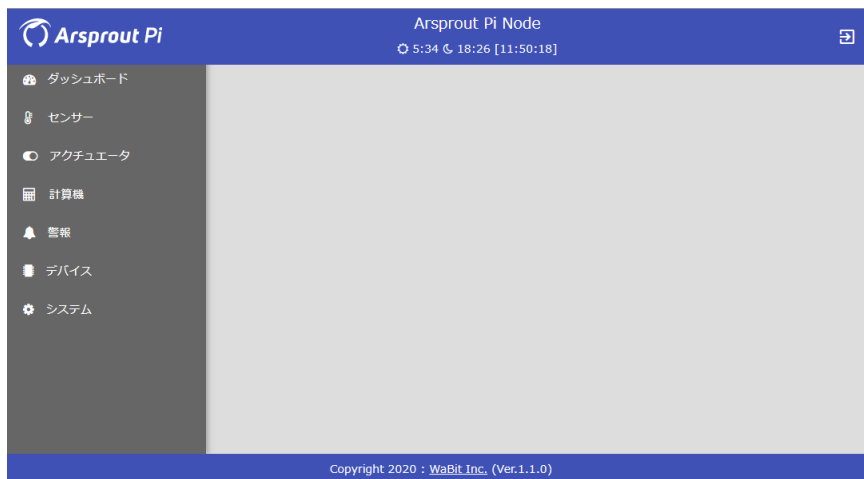 Arsprout Pi
Arsprout Pi Node
5:34 18:26 [11:50:18]
ダッシュボード
センサー
アクチュエータ
計算機
警報
デバイス
システム
Copyright 2020 : WaBit Inc. (Ver.1.1.0)